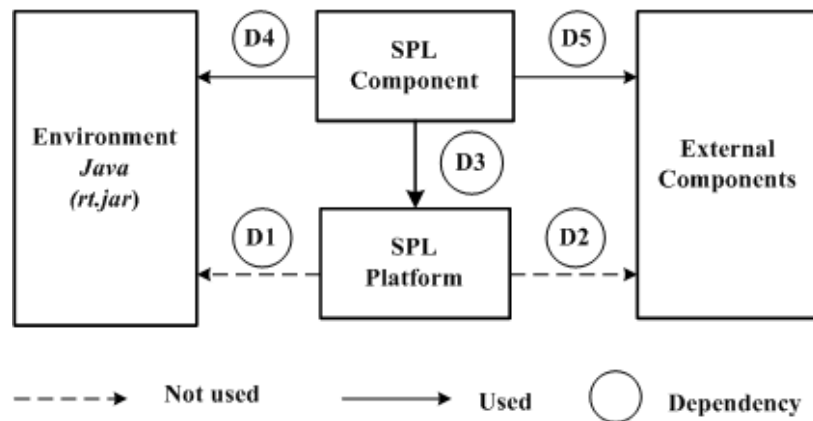 D4
SPL
Component
D5
Environment
Java
(rt.jar)
D3
External
Components
D1
SPL
Platform
D2
Not used
Used
Dependency